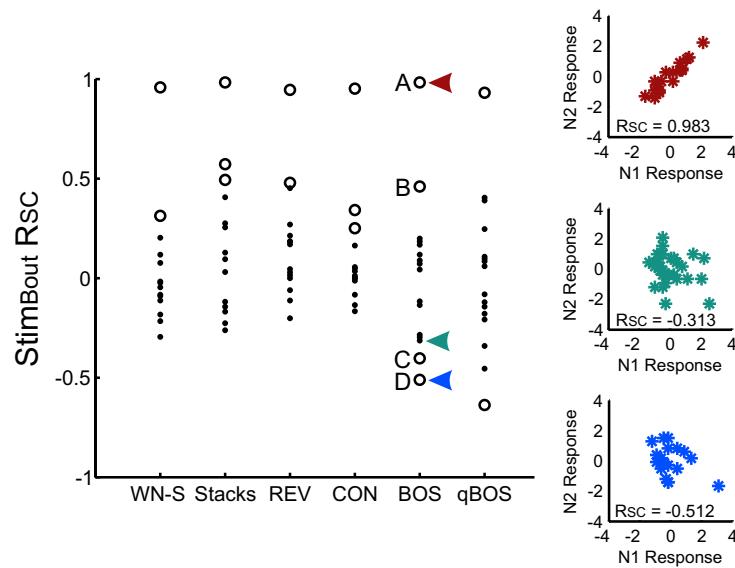 StimBout Rsc
1
0.5
0
-0.5
-1
A
B
C
D
WN-S Stacks REV CON BOS qBOS
N2 Response
4
2
0
-2
-4
Rsc = 0.983
-4 -2 0 2 4
N1 Response
N2 Response
4
2
0
-2
-4
Rsc = -0.313
-4 -2 0 2 4
N1 Response
N2 Response
4
2
0
-2
-4
Rsc = -0.512
-4 -2 0 2 4
N1 Response